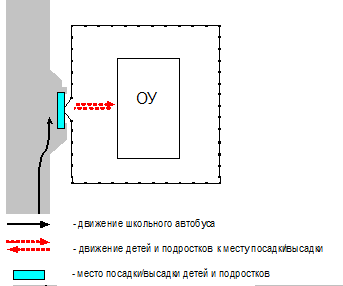 ОУ
- движение школьного автобуса
- движение детей и подростков к месту посадки/высадки
- место посадки/высадки детей и подростков